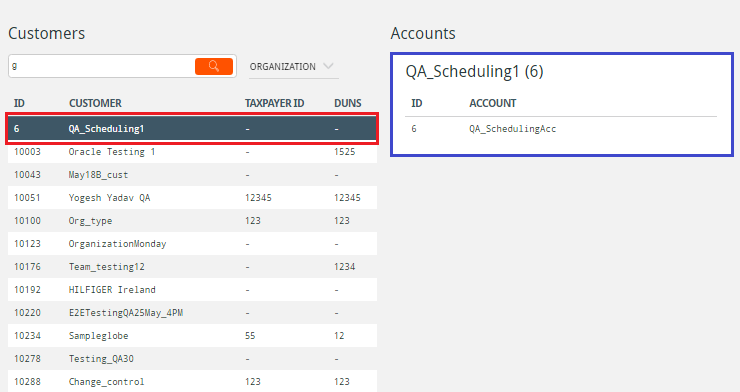 Customers
g
ORGANIZATION
ID CUSTOMER TAXPAYER ID DUNS
6 QA_Scheduling1 - -
10003 Oracle Testing 1 - 1525
10043 May18B_cust - -
10051 Yogesh Yadav QA 12345 12345
10100 Org_type 123 123
10123 OrganizationMonday - -
10176 Team_testing12 - 1234
10192 HILFIGER Ireland - -
10220 E2ETestingQA25May_4PM - -
10234 Sampleglobe 55 12
10278 Testing_QA30 - -
10288 Change_control 123 123
Accounts
QA_Scheduling1 (6)
ID ACCOUNT
6 QA_SchedulingAcc